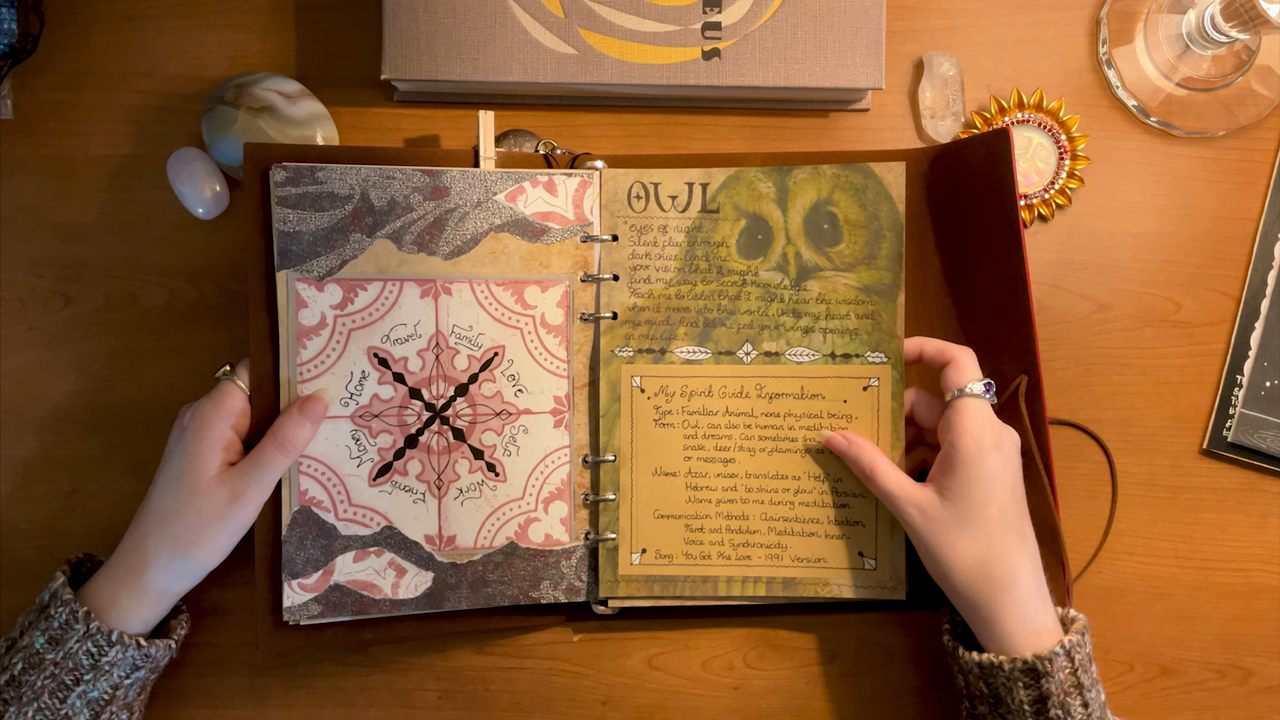 EUS
Travel
Family
Love
Self
Work
Friends
Money
Home
OWL
"eyes of night.
Silent flier through
dark skies. Lend me
your vision that I might
find my way to secret knowledge.
Teach me to listen that I might hear the wisdom
when it moves into the world. Unite my heart and
my mind. And let me feel your wings opening
in my life."
My Spirit Guide Information
Type: Familiar Animal, none physical being.
Form: Owl, can also be human in meditation
and dreams. Can sometimes
snake, deer/stag or flamingo as
or messages.
Name: Azar, unisex, translates as 'Help' in
Hebrew and 'to shine or glow' in Persian.
Name given to me during meditation.
Communication Methods: Clairsentience, Intuition,
Tarot and Pendulum, Meditation, Inner-
Voice and Synchronicity.
Song: You Got The Love - 1991 Version.